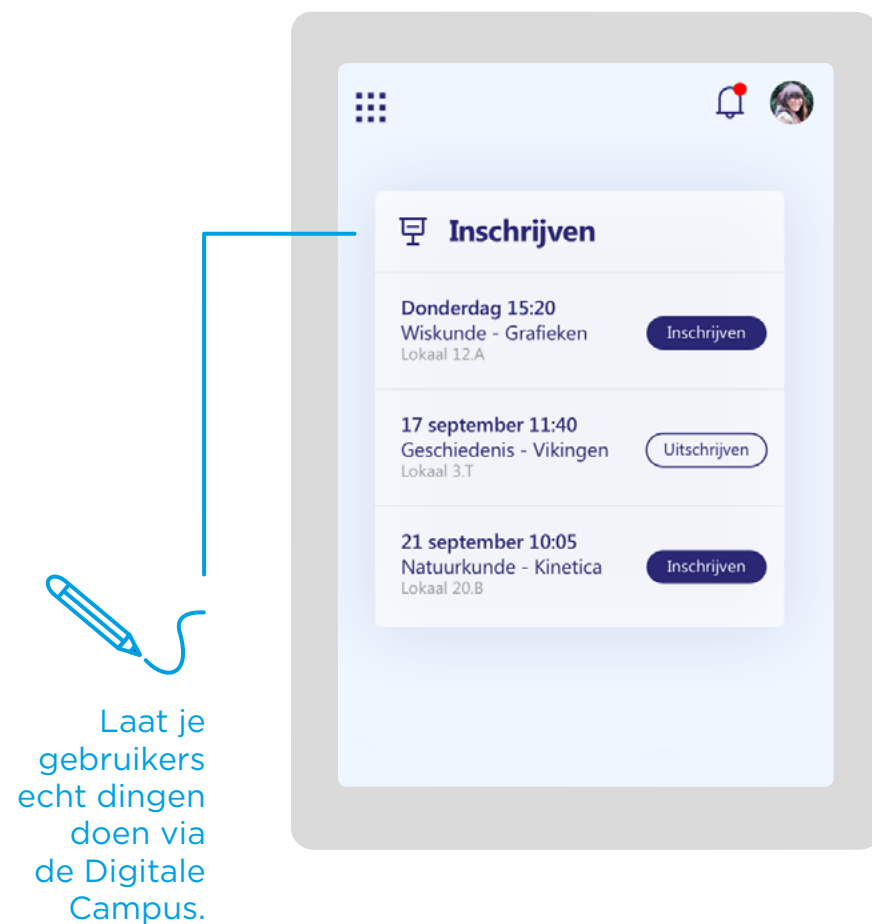 Inschrijven
Donderdag 15:20
Wiskunde - Grafieken
Lokaal 12.A
Inschrijven
17 september 11:40
Geschiedenis - Vikingen
Lokaal 3.T
Uitschrijven
21 september 10:05
Natuurkunde - Kinetica
Lokaal 20.B
Inschrijven
Laat je
gebruikers
echt dingen
doen via
de Digitale
Campus.